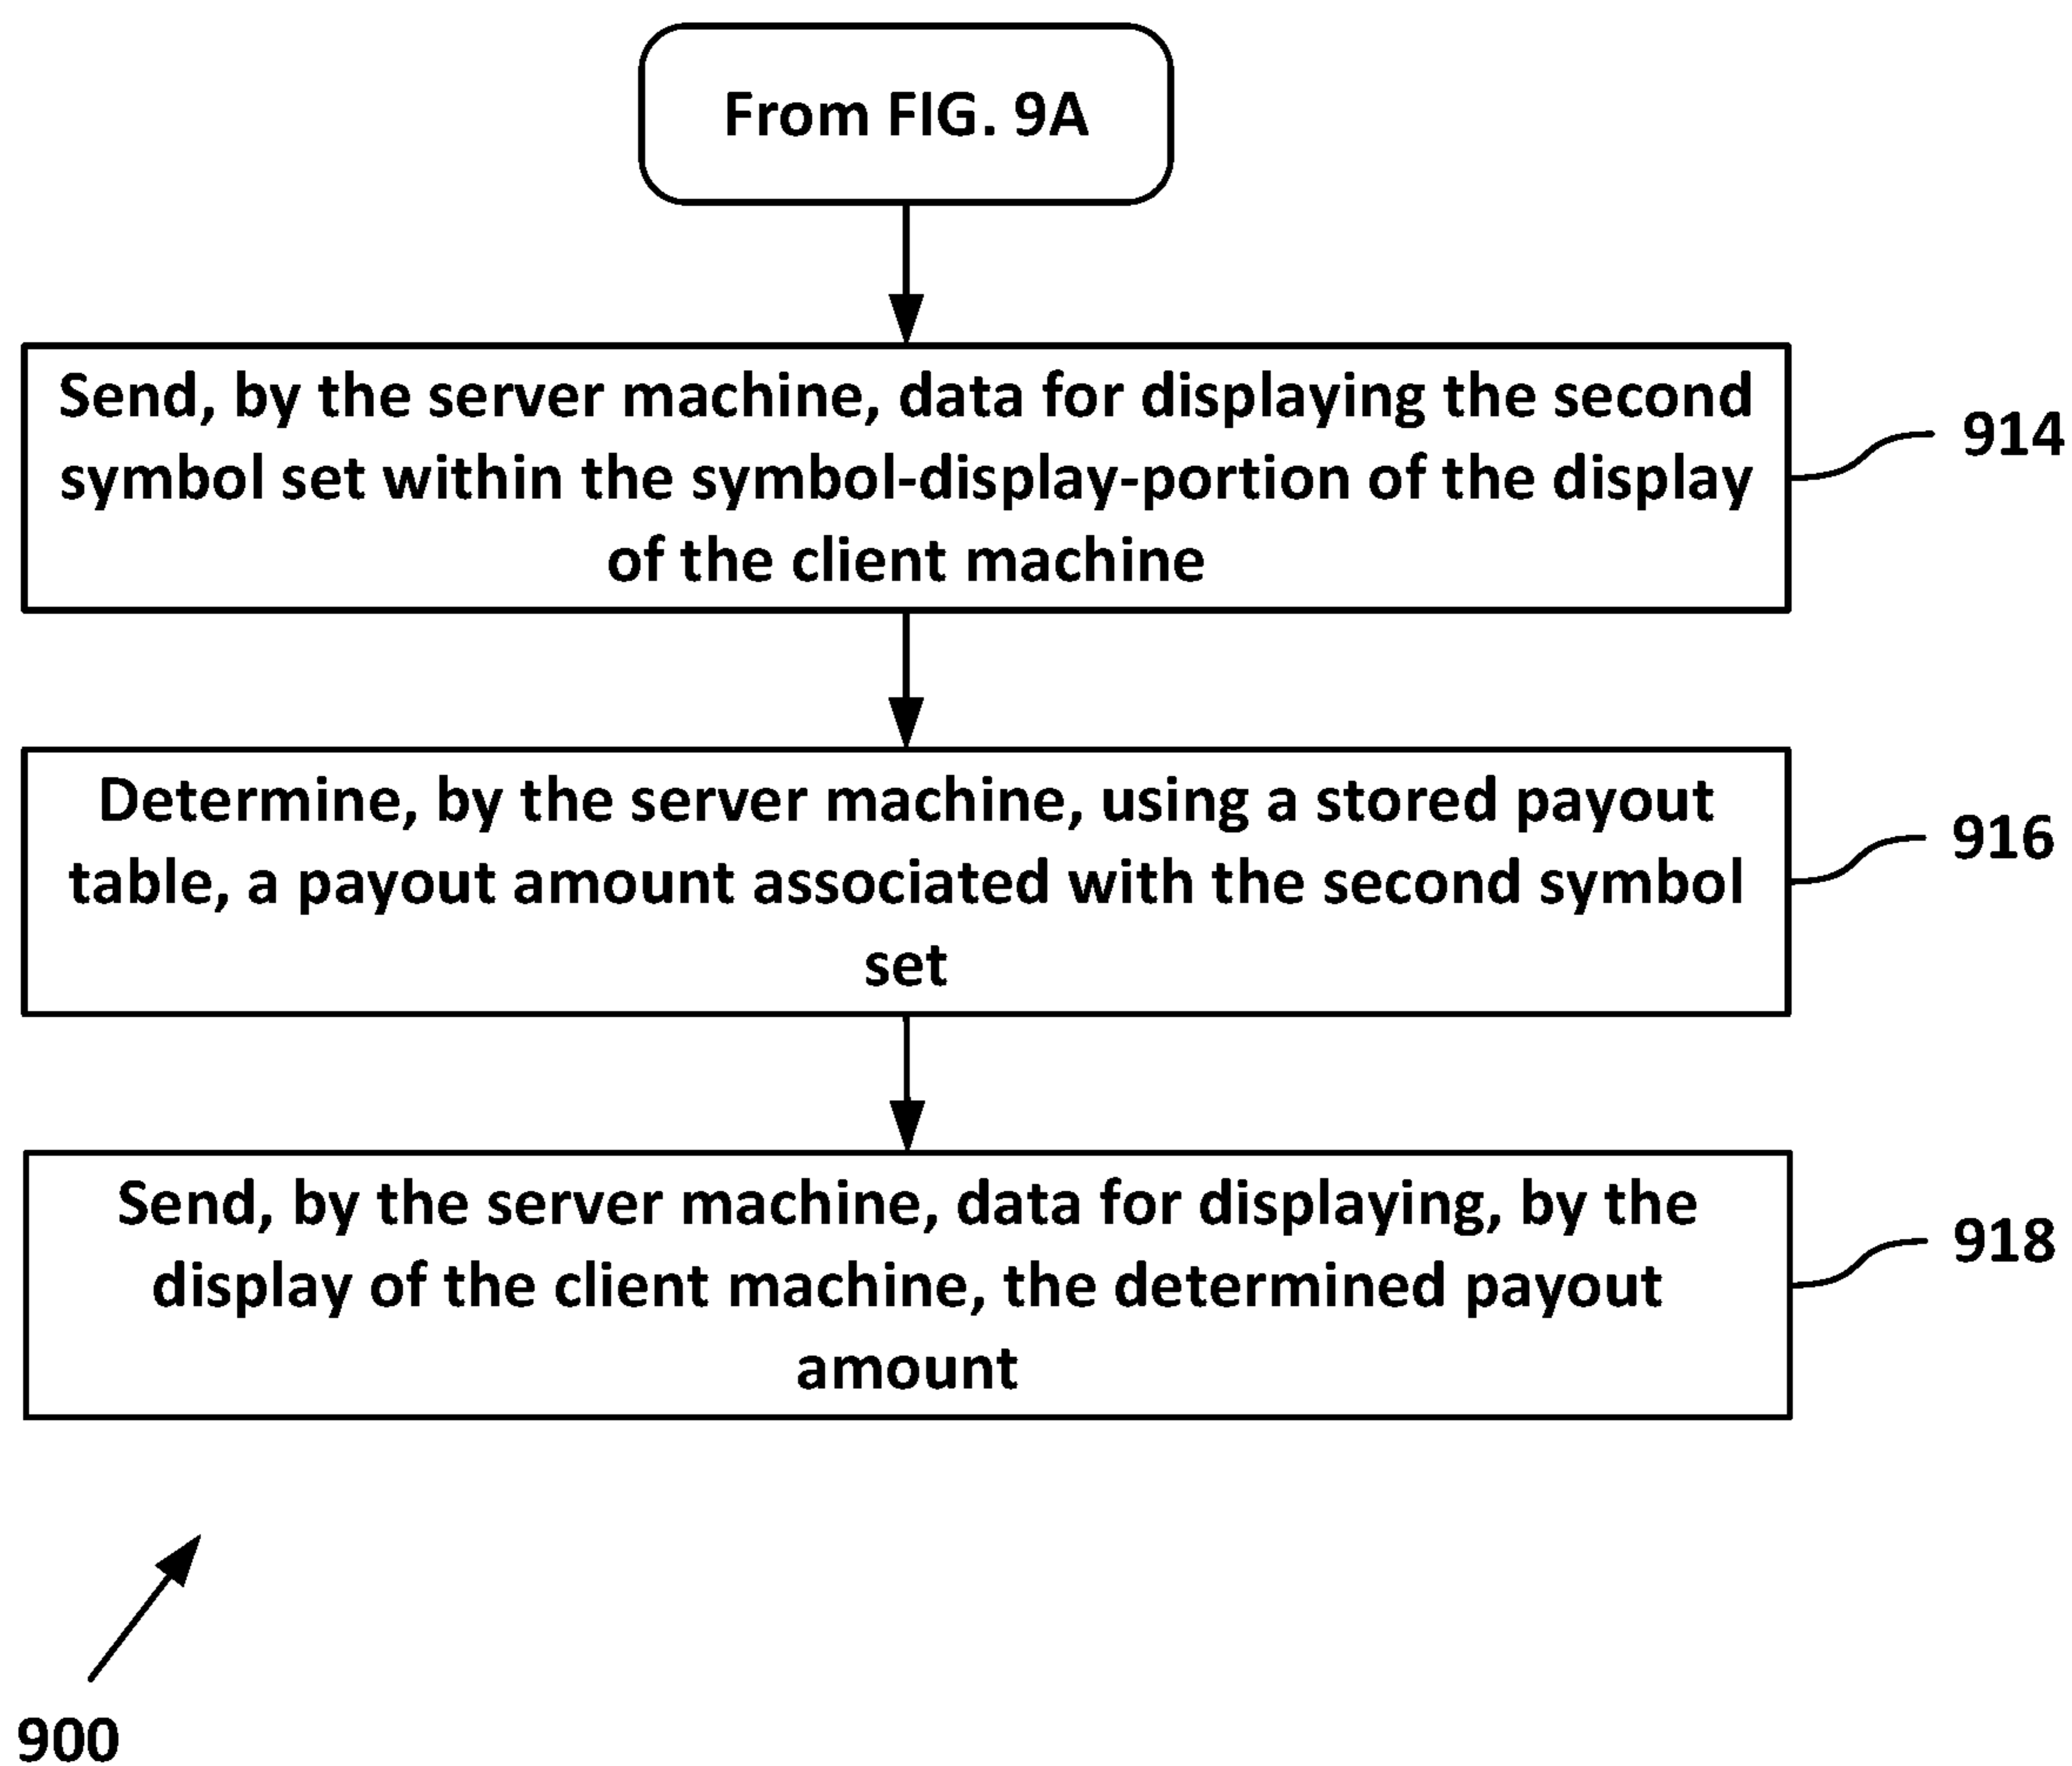 From FIG. 9A
Send, by the server machine, data for displaying the second
symbol set within the symbol-display-portion of the display
of the client machine
914
Determine, by the server machine, using a stored payout
table, a payout amount associated with the second symbol
set
916
Send, by the server machine, data for displaying, by the
display of the client machine, the determined payout
amount
918
900